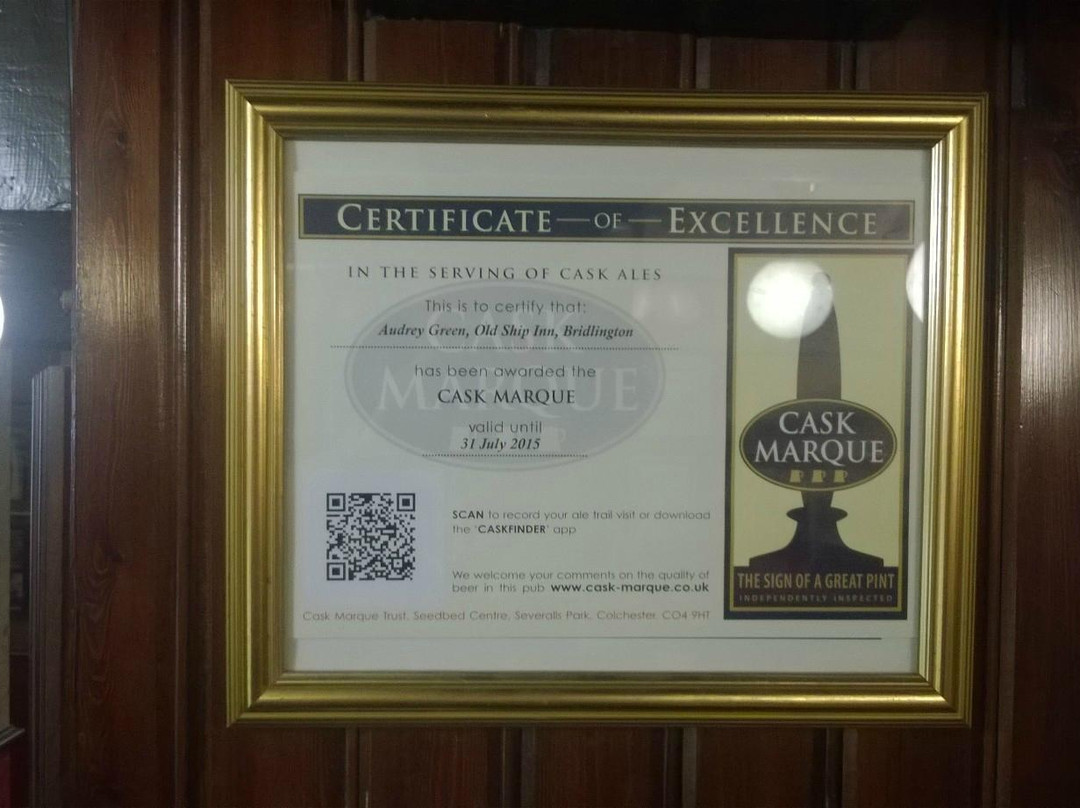 CERTIFICATE — OF — EXCELLENCE
IN THE SERVING OF CASK ALES
This is to certify that:
Audrey Green, Old Ship Inn, Bridlington
has been awarded the
CASK MARQUE
valid until
31 July 2015
CASK
MARQUE
SCAN to record your ale trail visit or download
the 'CASKFINDER' app
We welcome your comments on the quality of
beer in this pub www.cask-marque.co.uk
Cask Marque Trust, Seedbed Centre, Severalls Park, Colchester, CO4 9HT
CASK
MARQUE
THE SIGN OF A GREAT PINT
INDEPENDENTLY INSPECTED